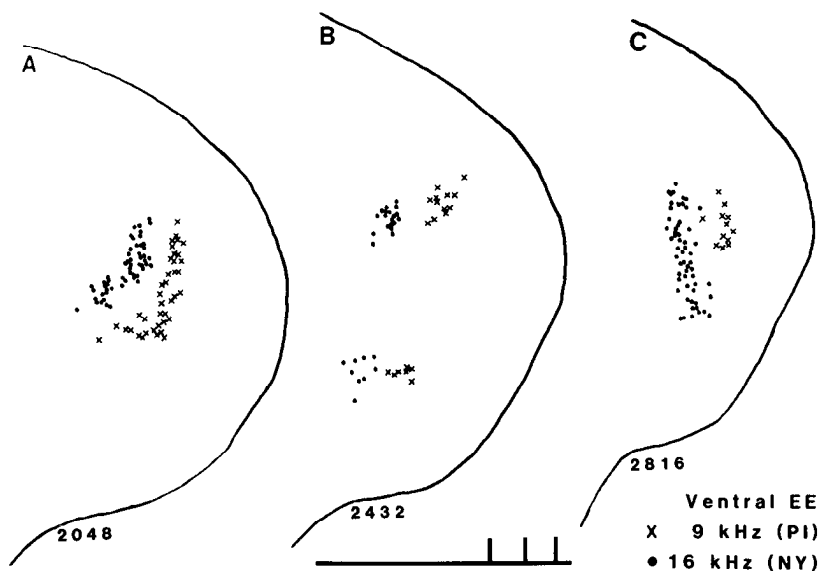 A
B
C
2048
2432
2816
Ventral EE
x 9 kHz (PI)
• 16 kHz (NY)